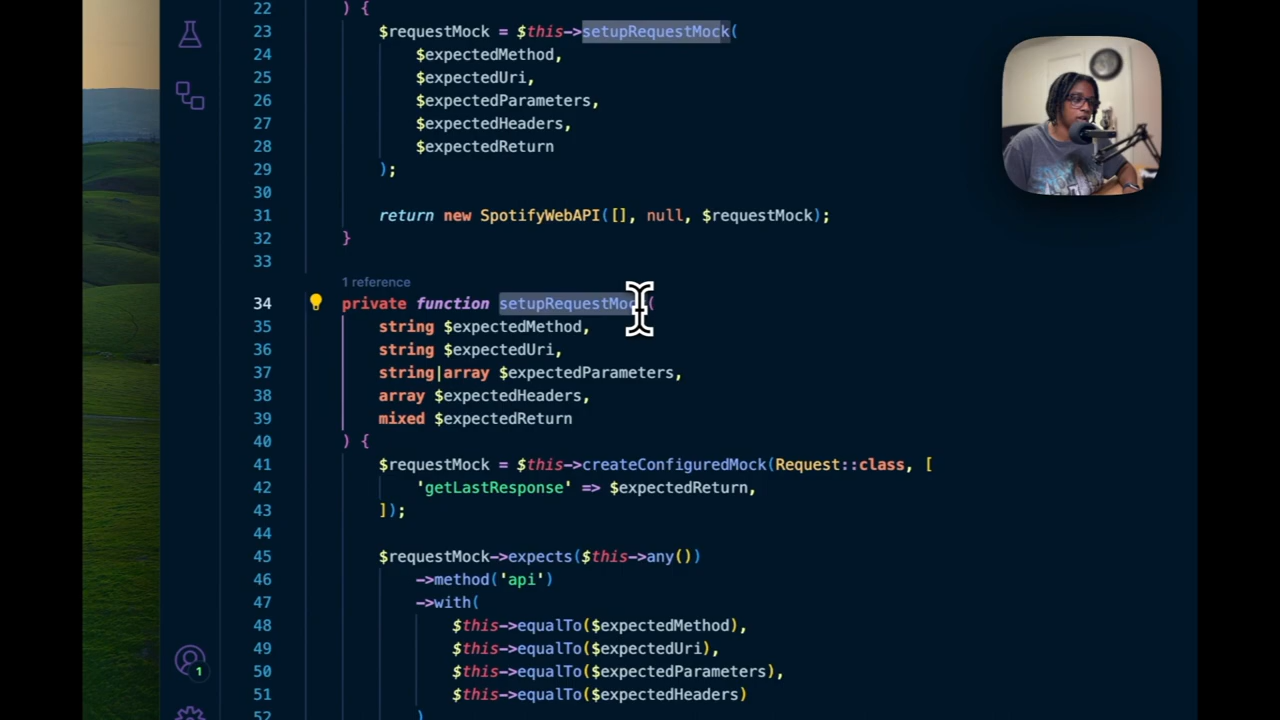 22 ) {
23 $requestMock = $this->setupRequestMock(
24 $expectedMethod,
25 $expectedUri,
26 $expectedParameters,
27 $expectedHeaders,
28 $expectedReturn
29 );
30
31 return new SpotifyWebAPI([], null, $requestMock);
32 }
33
1 reference
34 private function setupRequestMock(
35 string $expectedMethod,
36 string $expectedUri,
37 string|array $expectedParameters,
38 array $expectedHeaders,
39 mixed $expectedReturn
40 ) {
41 $requestMock = $this->createConfiguredMock(Request::class, [
42 'getLastResponse' => $expectedReturn,
43 ]);
44
45 $requestMock->expects($this->any())
46 ->method('api')
47 ->with(
48 $this->equalTo($expectedMethod),
49 $this->equalTo($expectedUri),
50 $this->equalTo($expectedParameters),
51 $this->equalTo($expectedHeaders)
52 )
1